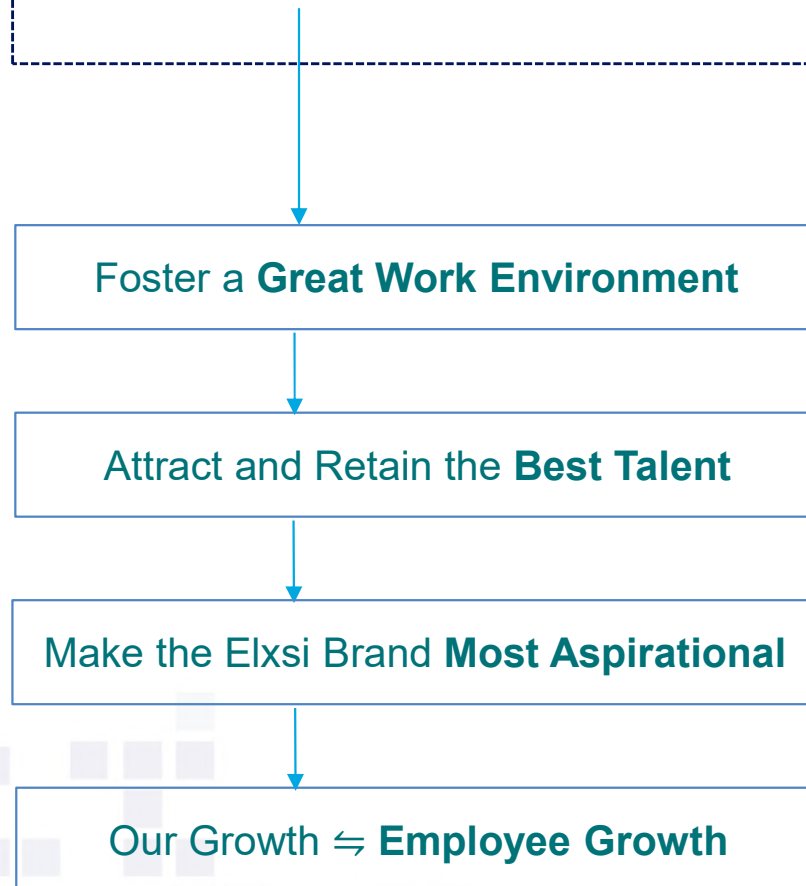 Foster a Great Work Environment
Attract and Retain the Best Talent
Make the Elxsi Brand Most Aspirational
Our Growth ⇋ Employee Growth